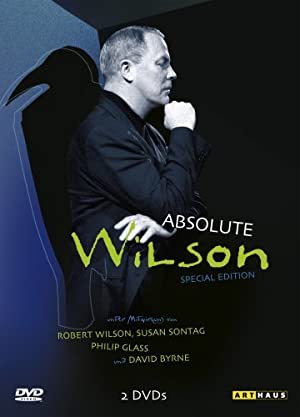 ABSOLUTE
WiLson
SPECIAL EDITION
unter Mitwirkung von
ROBERT WILSON, SUSAN SONTAG
PHILIP GLASS
und DAVID BYRNE
DVD
VIDEO
2 DVDs
ARTHAUS